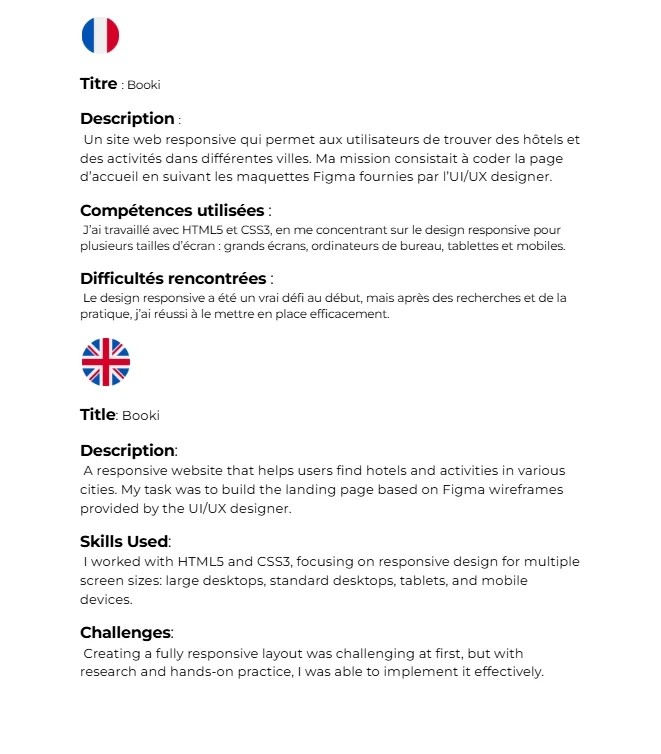 Titre : Booki
Description :
Un site web responsive qui permet aux utilisateurs de trouver des hôtels et
des activités dans différentes villes. Ma mission consistait à coder la page
d’accueil en suivant les maquettes Figma fournies par l’UI/UX designer.
Compétences utilisées :
J’ai travaillé avec HTML5 et CSS3, en me concentrant sur le design responsive pour
plusieurs tailles d’écran : grands écrans, ordinateurs de bureau, tablettes et mobiles.
Difficultés rencontrées :
Le design responsive a été un vrai défi au début, mais après des recherches et de la
pratique, j’ai réussi à le mettre en place efficacement.
Title: Booki
Description:
A responsive website that helps users find hotels and activities in various
cities. My task was to build the landing page based on Figma wireframes
provided by the UI/UX designer.
Skills Used:
I worked with HTML5 and CSS3, focusing on responsive design for multiple
screen sizes: large desktops, standard desktops, tablets, and mobile
devices.
Challenges:
Creating a fully responsive layout was challenging at first, but with
research and hands-on practice, I was able to implement it effectively.